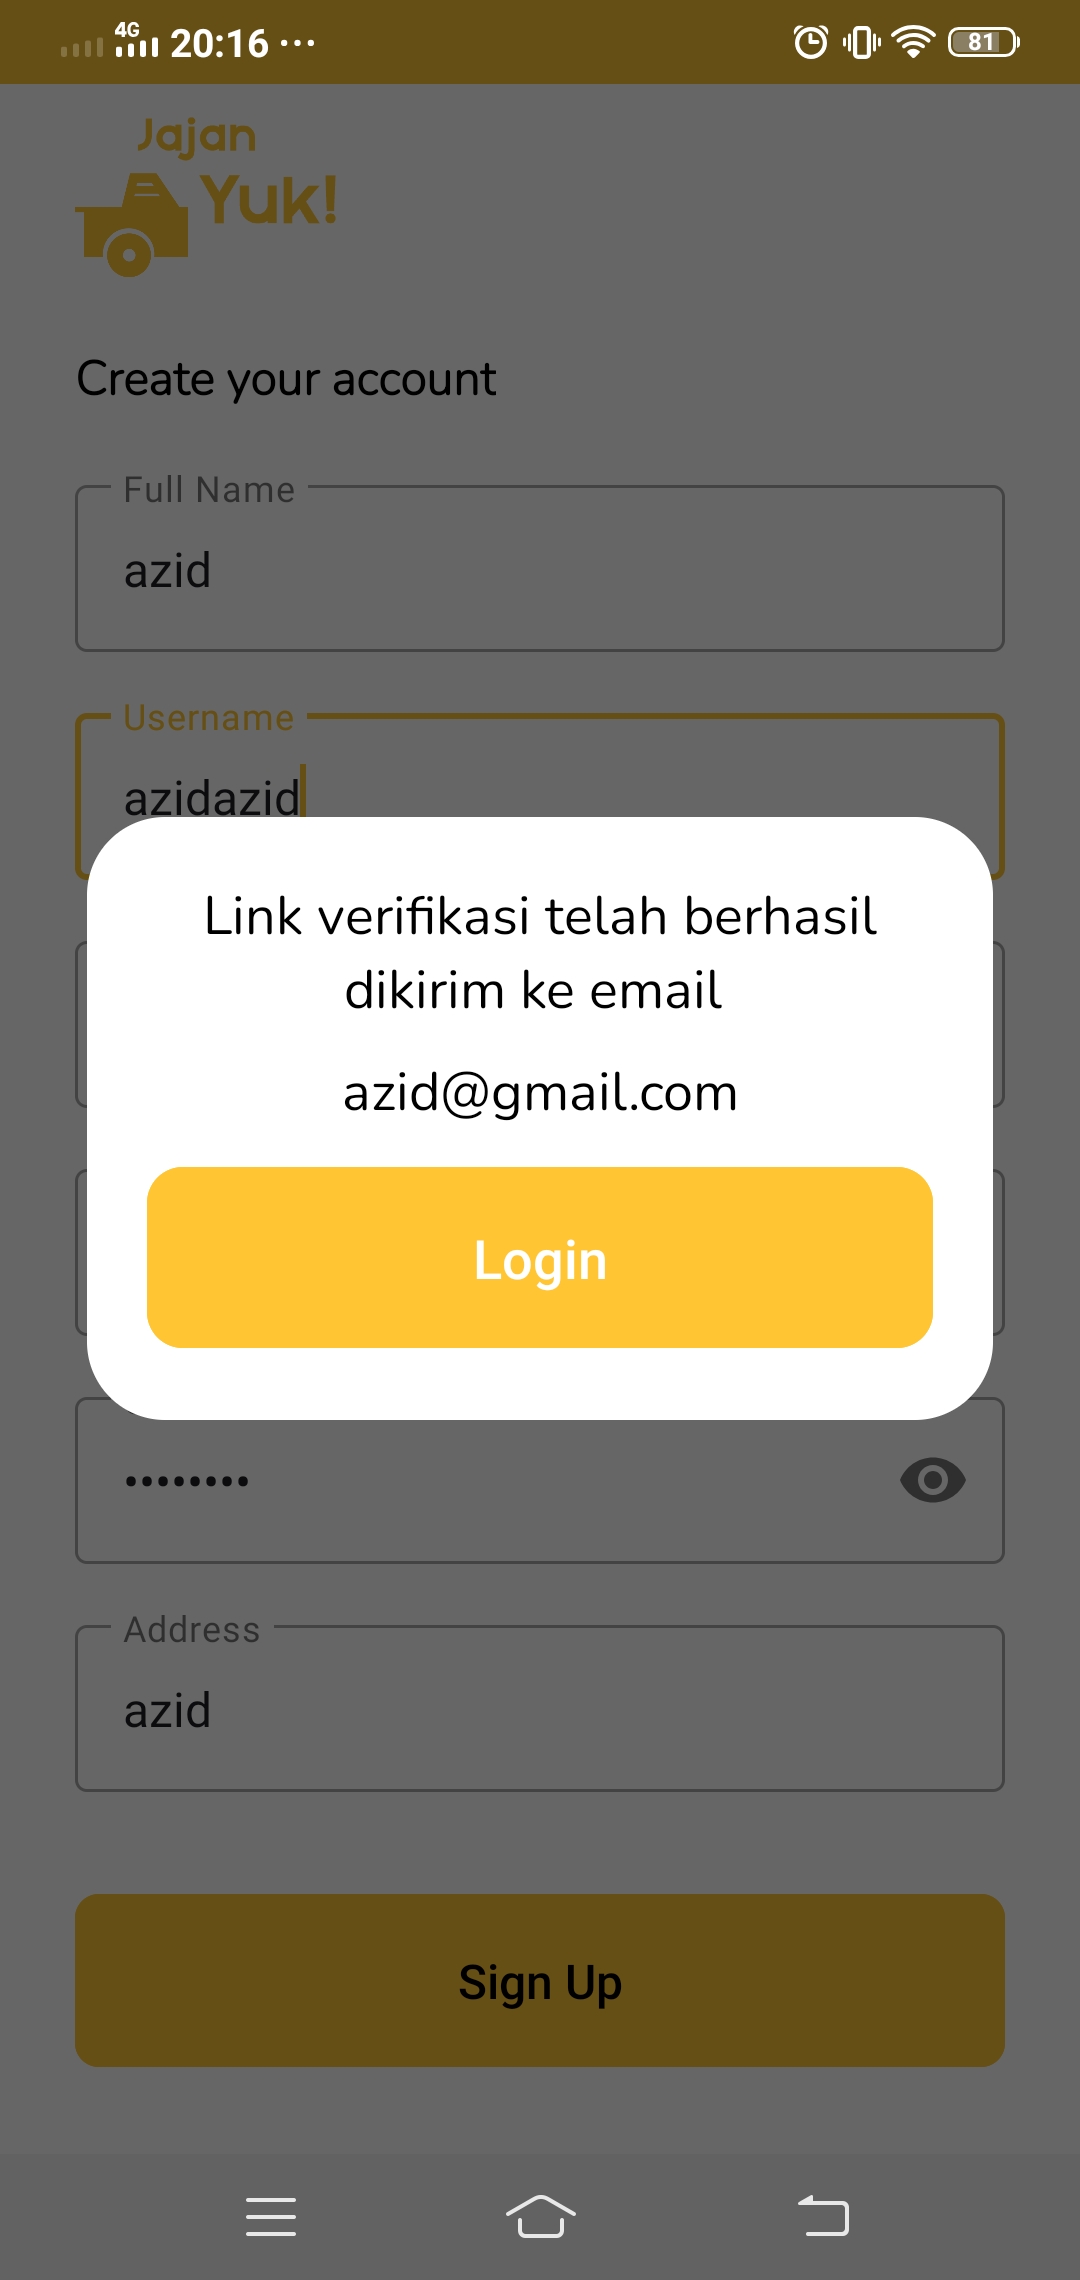 4G
20:16
81
Jajan
Yuk!
Create your account
Full Name
azid
Username
azidazid
Link verifikasi telah berhasil
dikirim ke email
azid@gmail.com
Login
••••••••
Address
azid
Sign Up